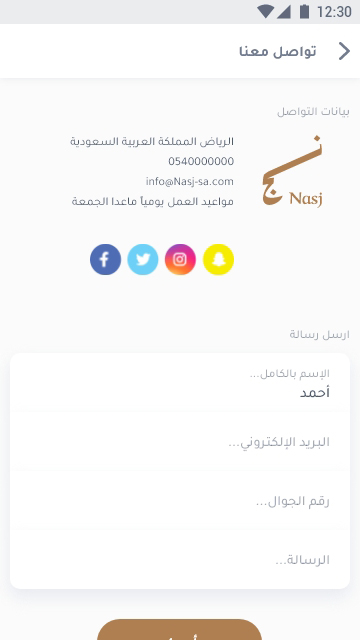 12:30
تواصل معنا
بيانات التواصل
الرياض المملكة العربية السعودية
0540000000
info@Nasj-sa.com
مواعيد العمل يومياً ماعدا الجمعة
نسج
Nasj
ارسل رسالة
الإسم بالكامل...
أحمد
البريد الإلكتروني...
رقم الجوال...
الرسالة...